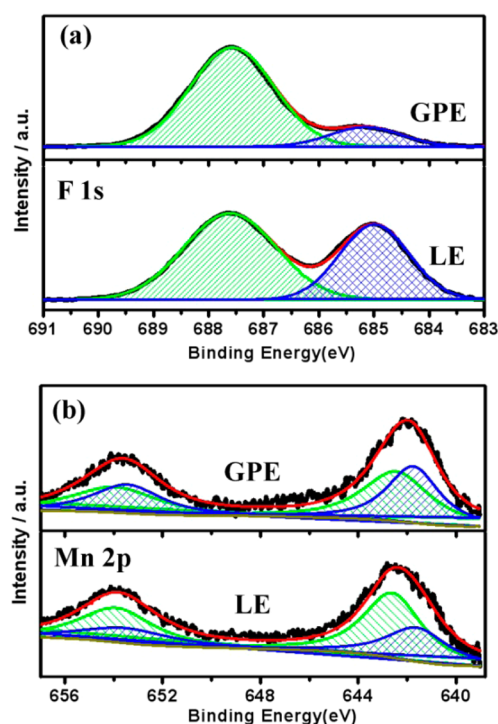 (a)
GPE
F 1s
LE
Intensity / a.u.
691 690 689 688 687 686 685 684 683
Binding Energy(eV)
(b)
GPE
Mn 2p
LE
Intensity / a.u.
656 652 648 644 640
Binding Energy(eV)